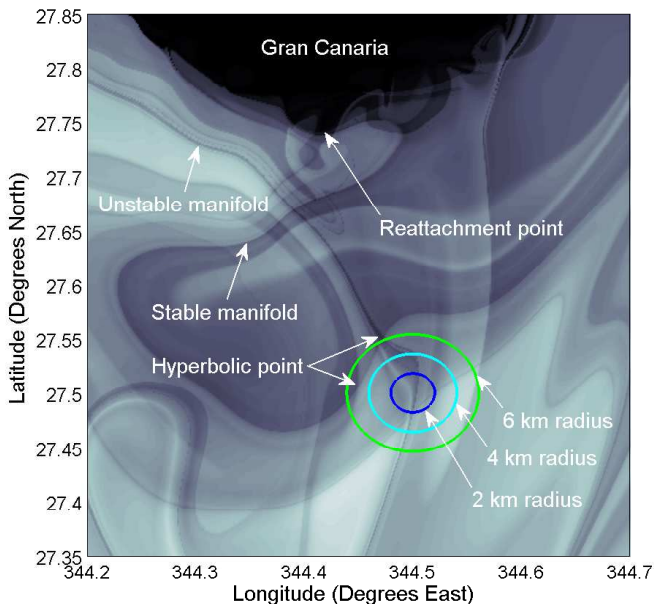 27.85
27.8
27.75
27.7
27.65
27.6
27.55
27.5
27.45
27.4
27.35
Latitude (Degrees North)
Gran Canaria
Unstable manifold
Reattachment point
Stable manifold
Hyperbolic point
6 km radius
4 km radius
2 km radius
344.2
344.3
344.4
344.5
344.6
344.7
Longitude (Degrees East)